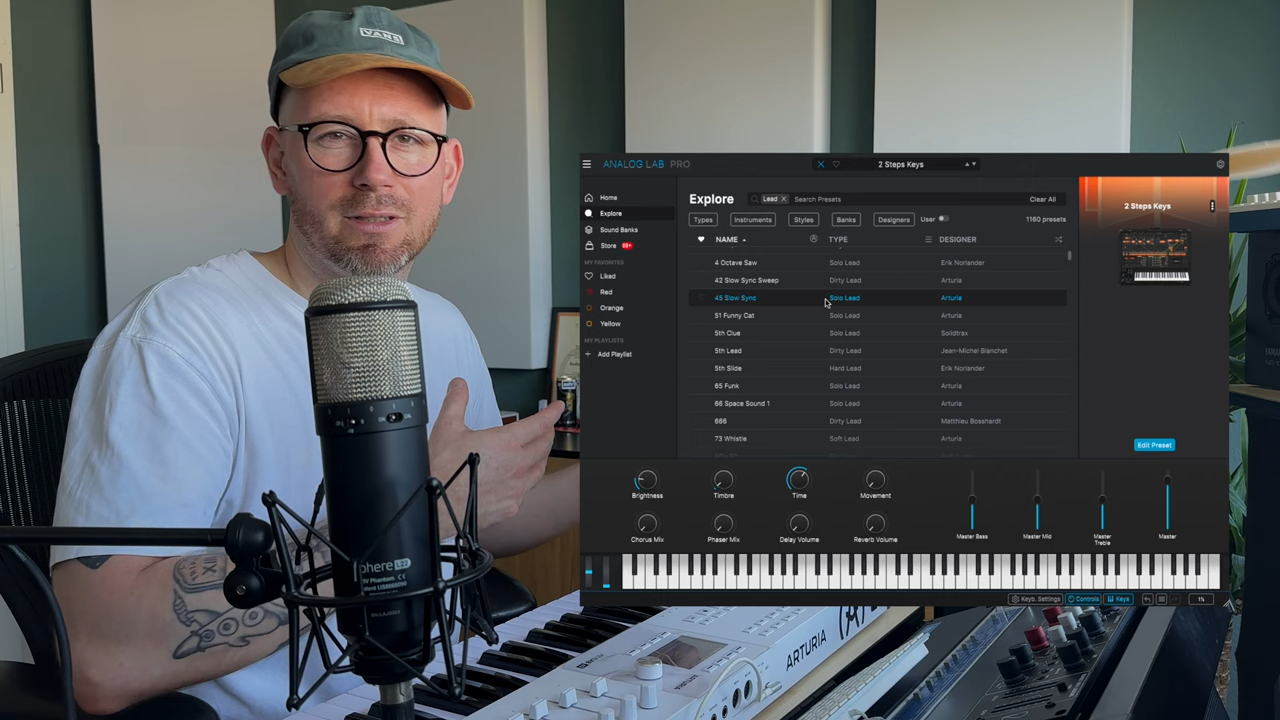 VANS
ANALOG LAB PRO
2 Steps Keys
Home
Explore
Sound Banks
Store 99+
MY FAVORITES
Liked
Red
Orange
Yellow
MY PLAYLISTS
+ Add Playlist
Explore
Lead X
Search Presets
Clear All
Types
Instruments
Styles
Banks
Designers
User
1160 presets
NAME TYPE DESIGNER
4 Octave Saw Solo Lead Erik Norlander
42 Slow Sync Sweep Dirty Lead Arturia
45 Slow Sync Solo Lead Arturia
51 Funny Cat Solo Lead Arturia
5th Clue Solo Lead Solidtrax
5th Lead Dirty Lead Jean-Michel Blanchet
5th Slide Hard Lead Erik Norlander
65 Funk Solo Lead Arturia
66 Space Sound 1 Solo Lead Arturia
666 Dirty Lead Matthieu Bosshardt
73 Whistle Soft Lead Arturia
2 Steps Keys
Edit Preset
Brightness
Timbre
Time
Movement
Chorus Mix
Phaser Mix
Delay Volume
Reverb Volume
Master Bass
Master Mid
Master Treble
Master
Keyb. Settings
Controls
Keys
1%
sphere L22
ARTURIA